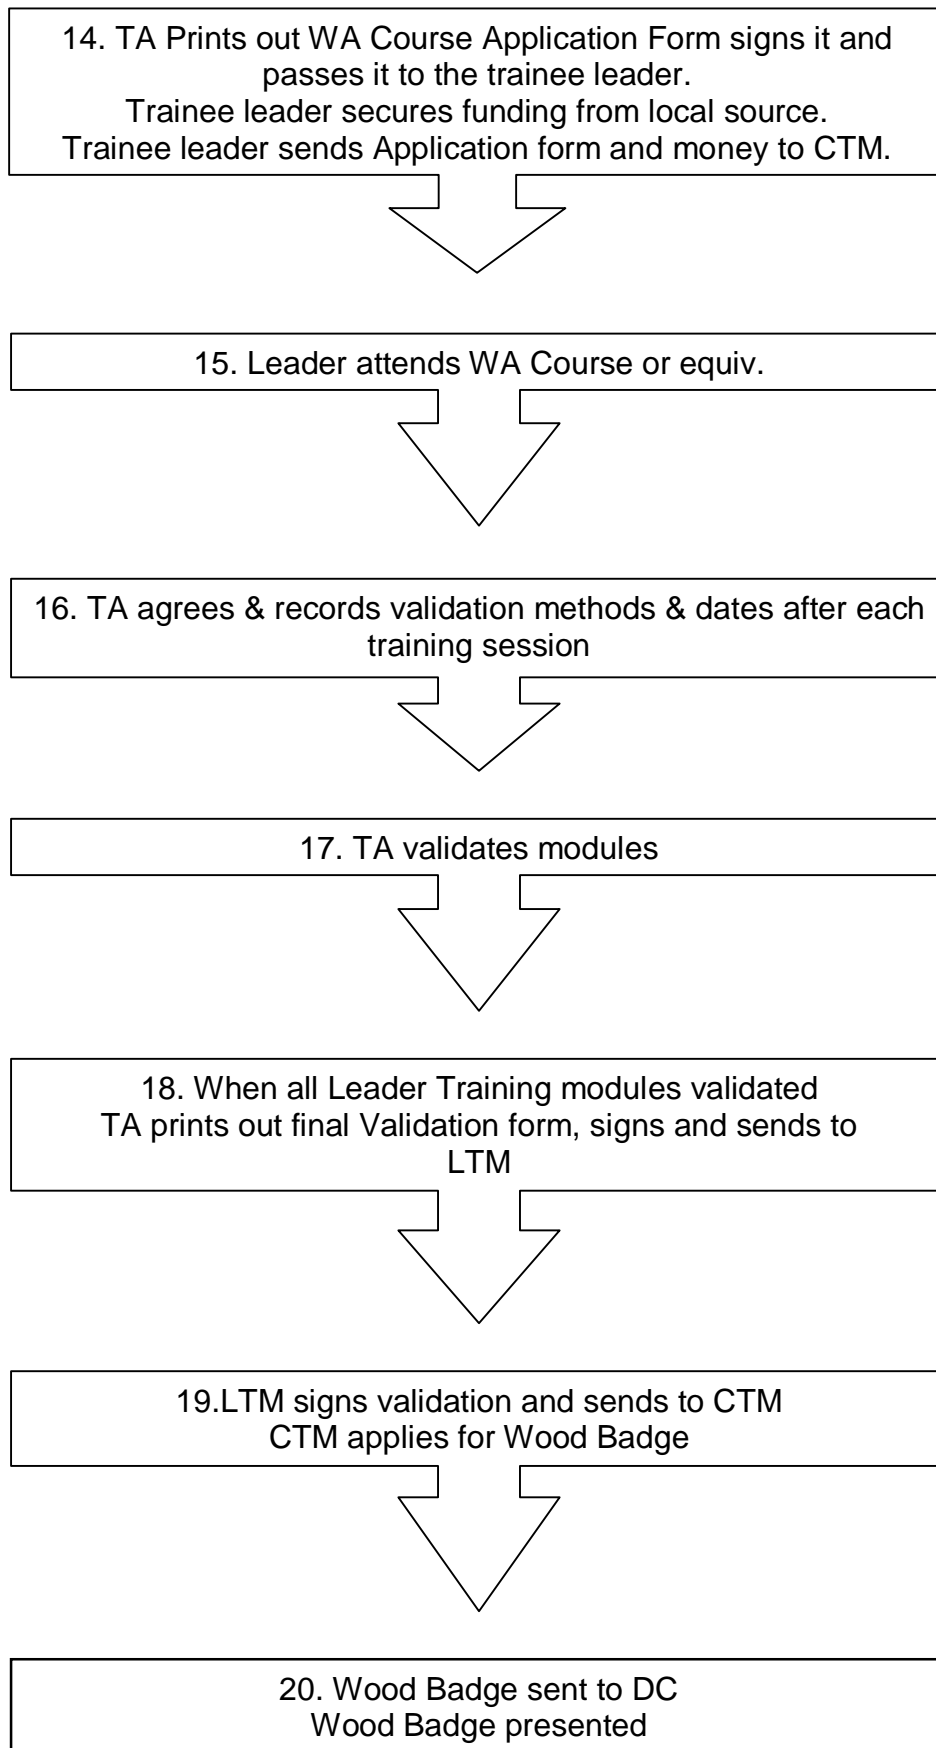 14. TA Prints out WA Course Application Form signs it and
passes it to the trainee leader.
Trainee leader secures funding from local source.
Trainee leader sends Application form and money to CTM.
15. Leader attends WA Course or equiv.
16. TA agrees & records validation methods & dates after each
training session
17. TA validates modules
18. When all Leader Training modules validated
TA prints out final Validation form, signs and sends to
LTM
19.LTM signs validation and sends to CTM
CTM applies for Wood Badge
20. Wood Badge sent to DC
Wood Badge presented